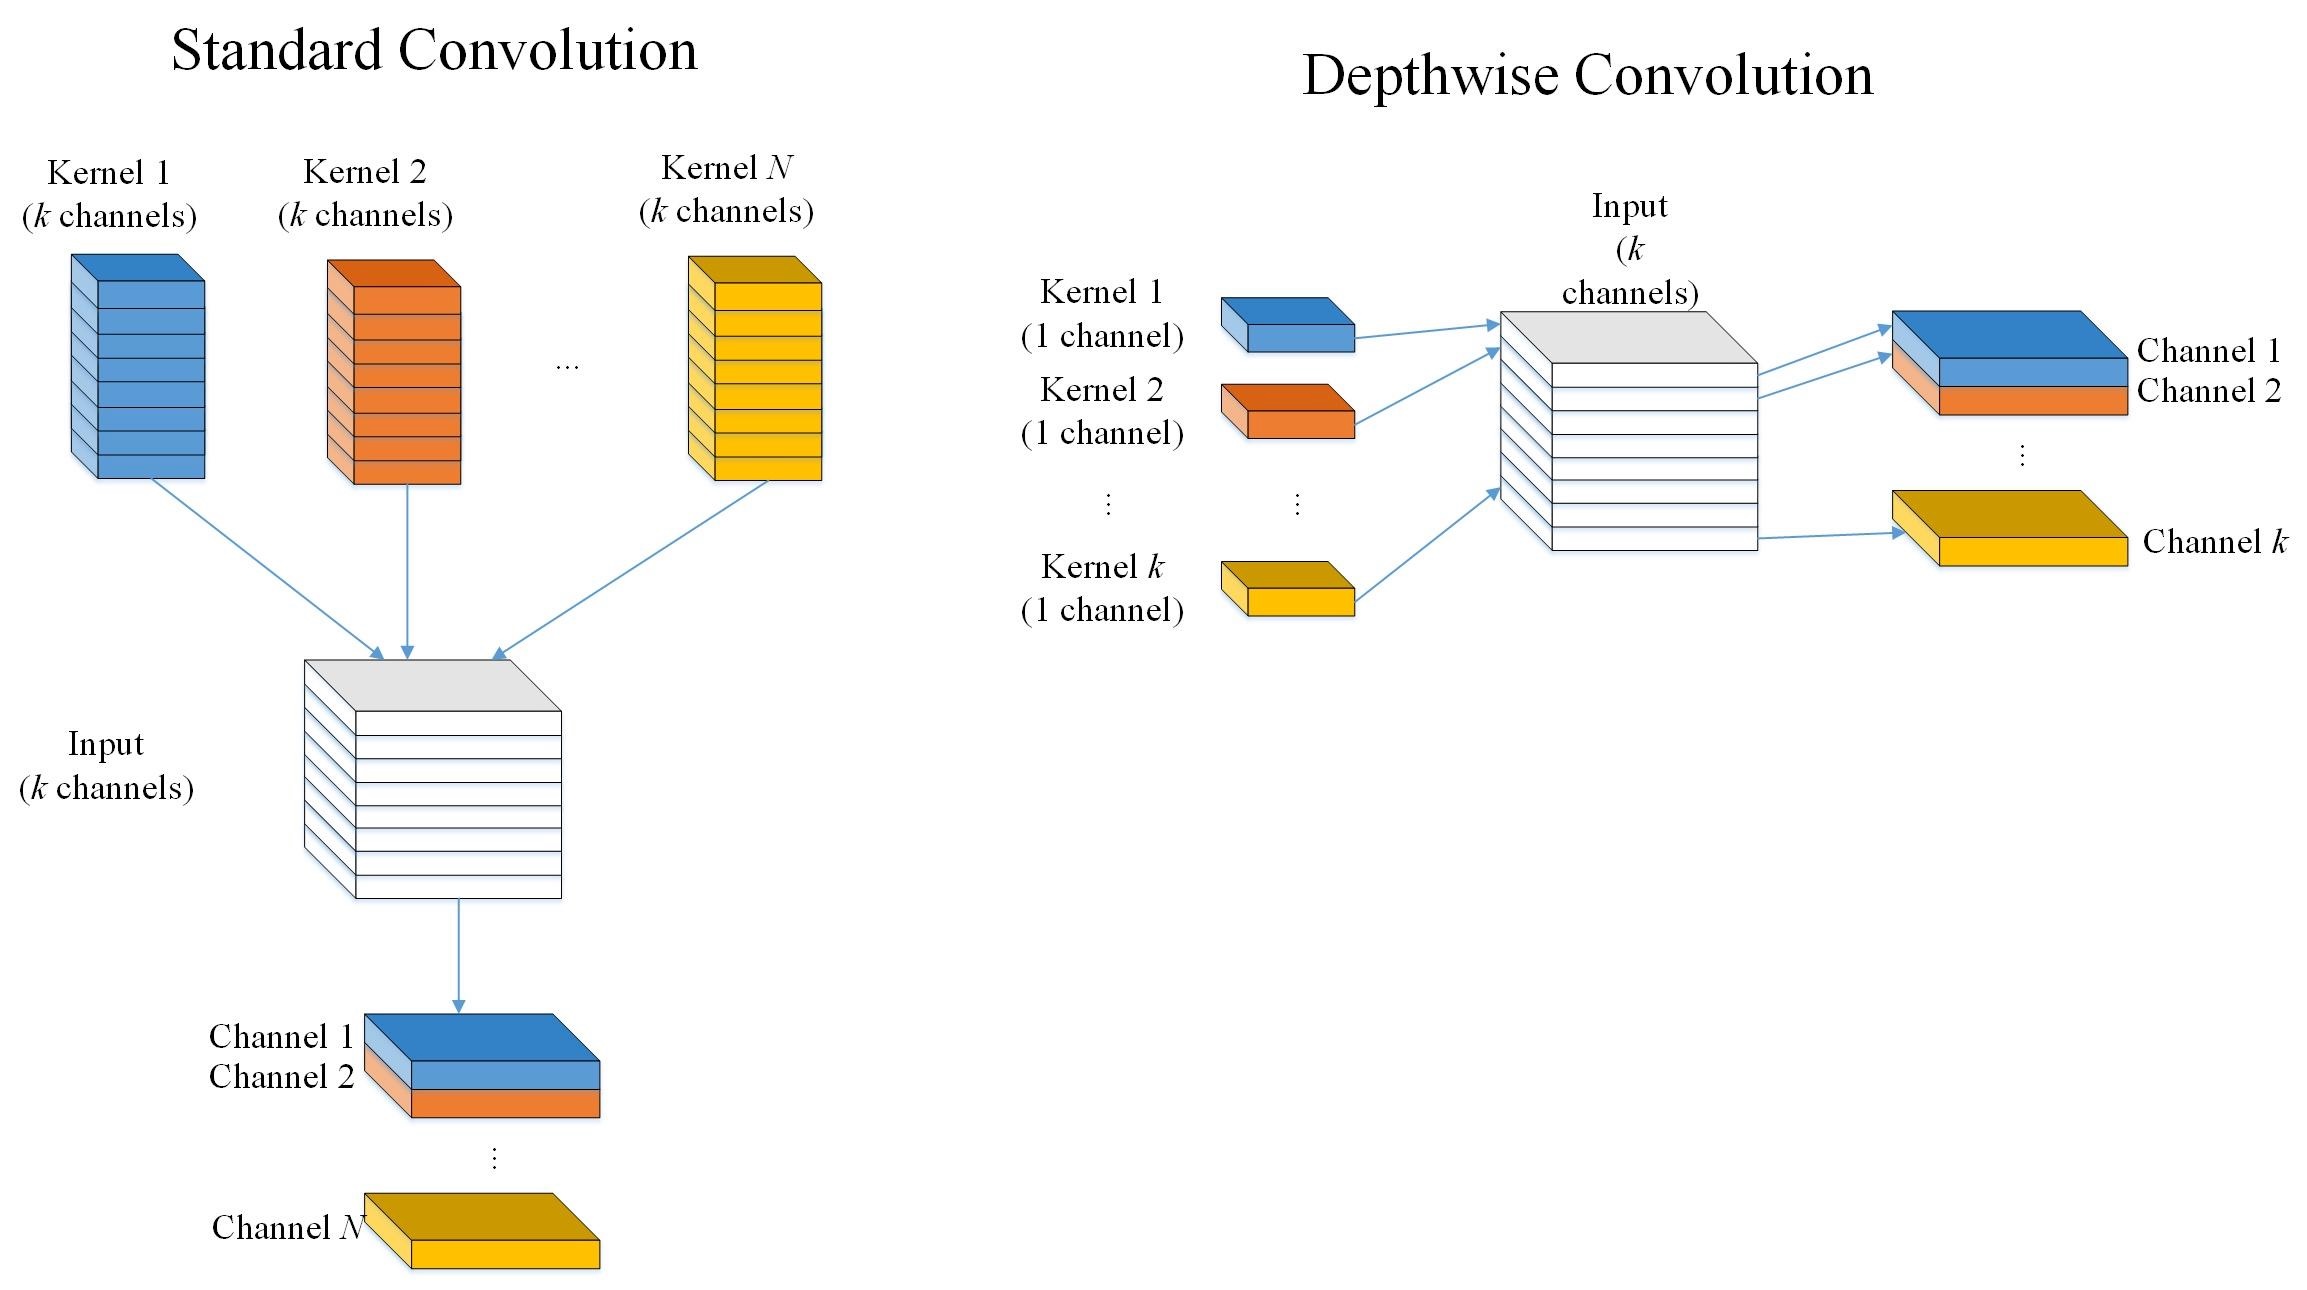 Standard Convolution
Kernel 1
(k channels)
Kernel 2
(k channels)
...
Kernel N
(k channels)
Input
(k channels)
Channel 1
Channel 2
...
Channel N
Depthwise Convolution
Kernel 1
(1 channel)
Kernel 2
(1 channel)
...
...
Kernel k
(1 channel)
Input
(k
channels)
Channel 1
Channel 2
...
Channel k